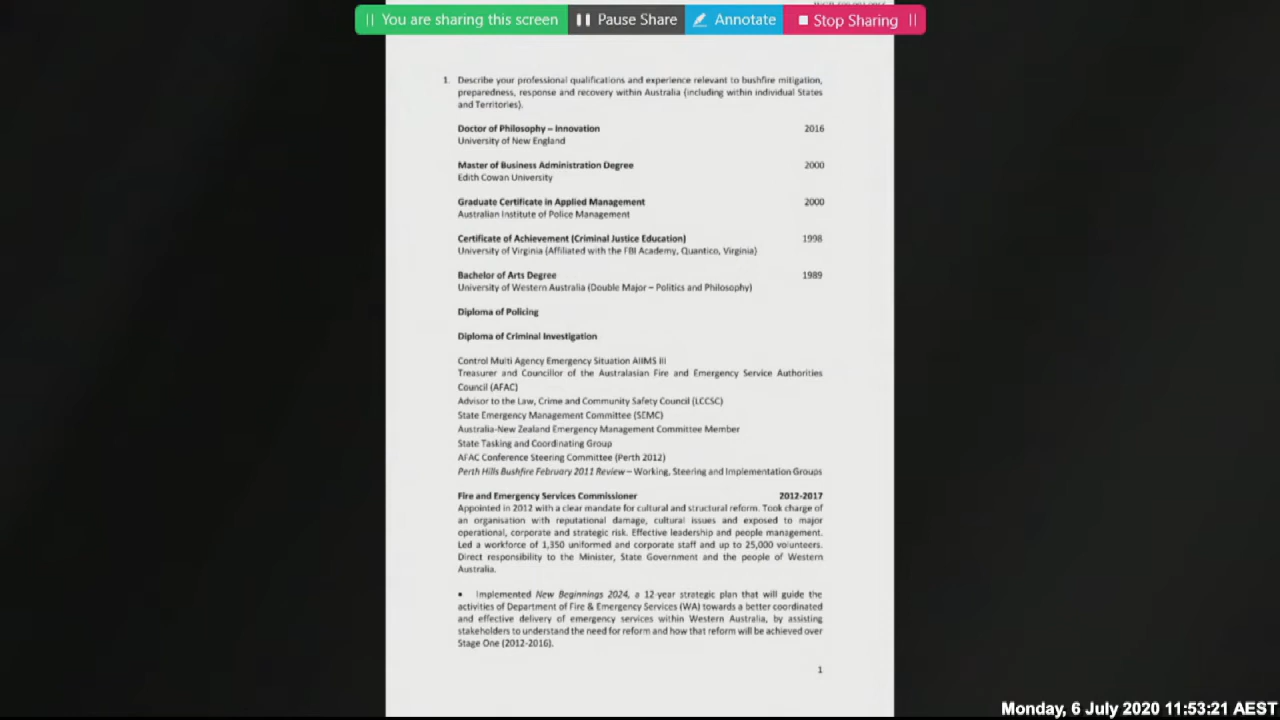 You are sharing this screen
Pause Share
Annotate
Stop Sharing
1. Describe your professional qualifications and experience relevant to bushfire mitigation,
preparedness, response and recovery within Australia (including within individual States
and Territories).
Doctor of Philosophy – Innovation 2016
University of New England
Master of Business Administration Degree 2000
Edith Cowan University
Graduate Certificate in Applied Management 2000
Australian Institute of Police Management
Certificate of Achievement (Criminal Justice Education) 1998
University of Virginia (Affiliated with the FBI Academy, Quantico, Virginia)
Bachelor of Arts Degree 1989
University of Western Australia (Double Major – Politics and Philosophy)
Diploma of Policing
Diploma of Criminal Investigation
Control Multi Agency Emergency Situation AIIMS III
Treasurer and Councillor of the Australasian Fire and Emergency Service Authorities
Council (AFAC)
Advisor to the Law, Crime and Community Safety Council (LCCSC)
State Emergency Management Committee (SEMC)
Australia-New Zealand Emergency Management Committee Member
State Tasking and Coordinating Group
AFAC Conference Steering Committee (Perth 2012)
Perth Hills Bushfire February 2011 Review – Working, Steering and Implementation Groups
Fire and Emergency Services Commissioner 2012-2017
Appointed in 2012 with a clear mandate for cultural and structural reform. Took charge of
an organisation with reputational damage, cultural issues and exposed to major
operational, corporate and strategic risk. Effective leadership and people management.
Led a workforce of 1,350 uniformed and corporate staff and up to 25,000 volunteers.
Direct responsibility to the Minister, State Government and the people of Western
Australia.
• Implemented New Beginnings 2024, a 12-year strategic plan that will guide the
activities of Department of Fire & Emergency Services (WA) towards a better coordinated
and effective delivery of emergency services within Western Australia, by assisting
stakeholders to understand the need for reform and how that reform will be achieved over
Stage One (2012-2016).
1
Monday, 6 July 2020 11:53:21 AEST